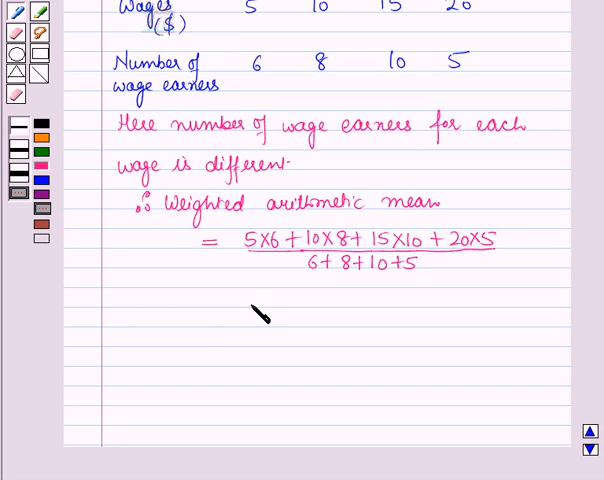 Wages 5 10 15 20
($)
Number of 6 8 10 5
wage earners
Here number of wage earners for each
wage is different.
∴ Weighted arithmetic mean
= 5×6 + 10×8 + 15×10 + 20×5
6 + 8 + 10 + 5